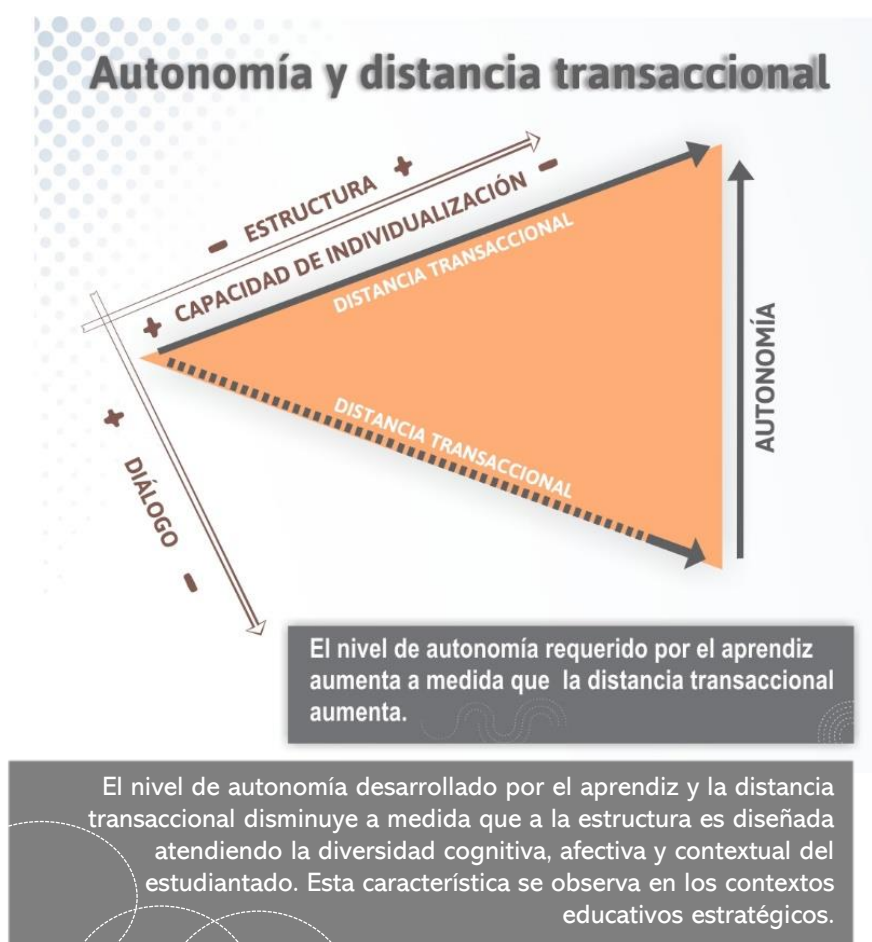 Autonomía y distancia transaccional
- ESTRUCTURA +
+ CAPACIDAD DE INDIVIDUALIZACIÓN -
DISTANCIA TRANSACCIONAL
DISTANCIA TRANSACCIONAL
+ DIÁLOGO -
AUTONOMÍA
El nivel de autonomía requerido por el aprendiz
aumenta a medida que la distancia transaccional
aumenta.
El nivel de autonomía desarrollado por el aprendiz y la distancia
transaccional disminuye a medida que a la estructura es diseñada
atendiendo la diversidad cognitiva, afectiva y contextual del
estudiantado. Esta característica se observa en los contextos
educativos estratégicos.